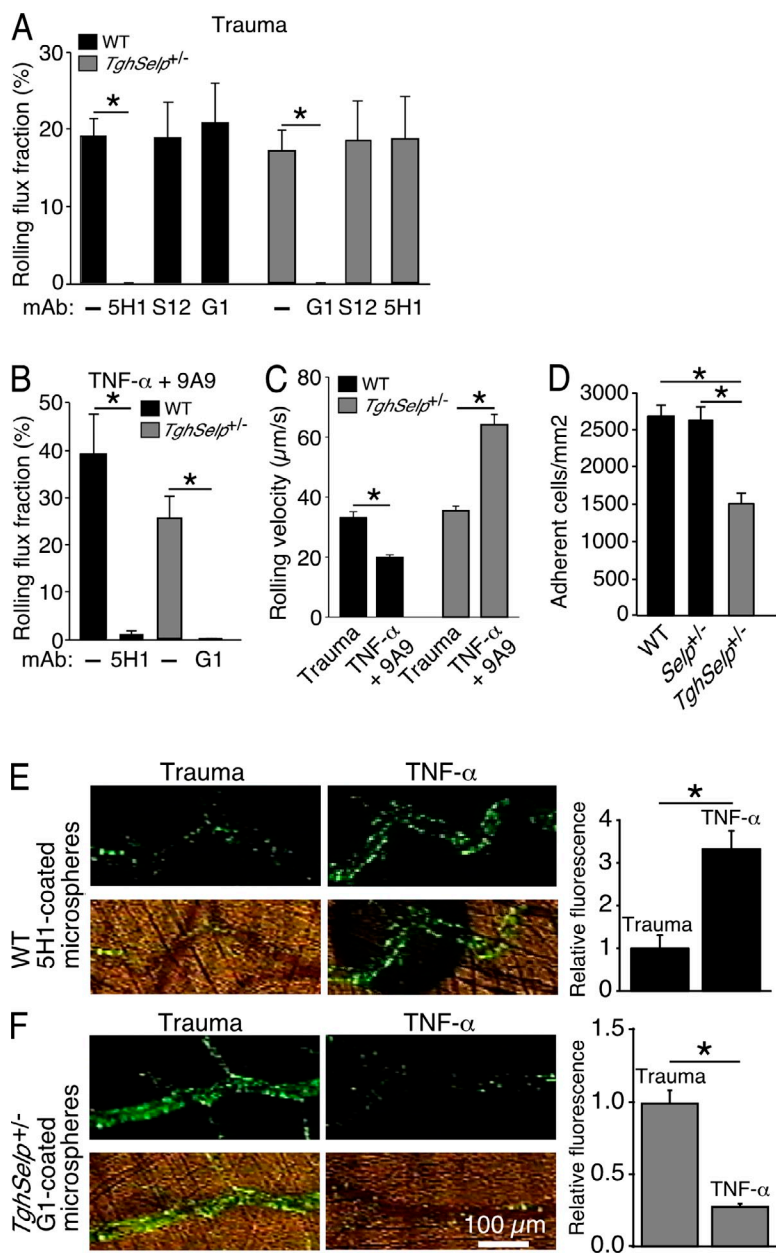 A
Trauma
WT
TghSelp+/-
Rolling flux fraction (%)
30
20
10
0
*
*
mAb: – 5H1 S12 G1 – G1 S12 5H1
B
TNF-α + 9A9
WT
TghSelp+/-
Rolling flux fraction (%)
50
40
30
20
10
0
*
*
mAb: – 5H1 – G1
C
WT
TghSelp+/-
Rolling velocity (µm/s)
80
60
40
20
0
*
*
Trauma
TNF-α
+ 9A9
Trauma
TNF-α
+ 9A9
D
Adherent cells/mm2
3000
2500
2000
1500
1000
500
0
*
*
WT
Selp+/-
TghSelp+/-
E
Trauma
TNF-α
WT
5H1-coated
microspheres
Relative fluorescence
4
3
2
1
0
*
Trauma
TNF-α
F
Trauma
TNF-α
TghSelp+/-
G1-coated
microspheres
100 µm
Relative fluorescence
1.5
1.0
0.5
0.0
*
Trauma
TNF-α